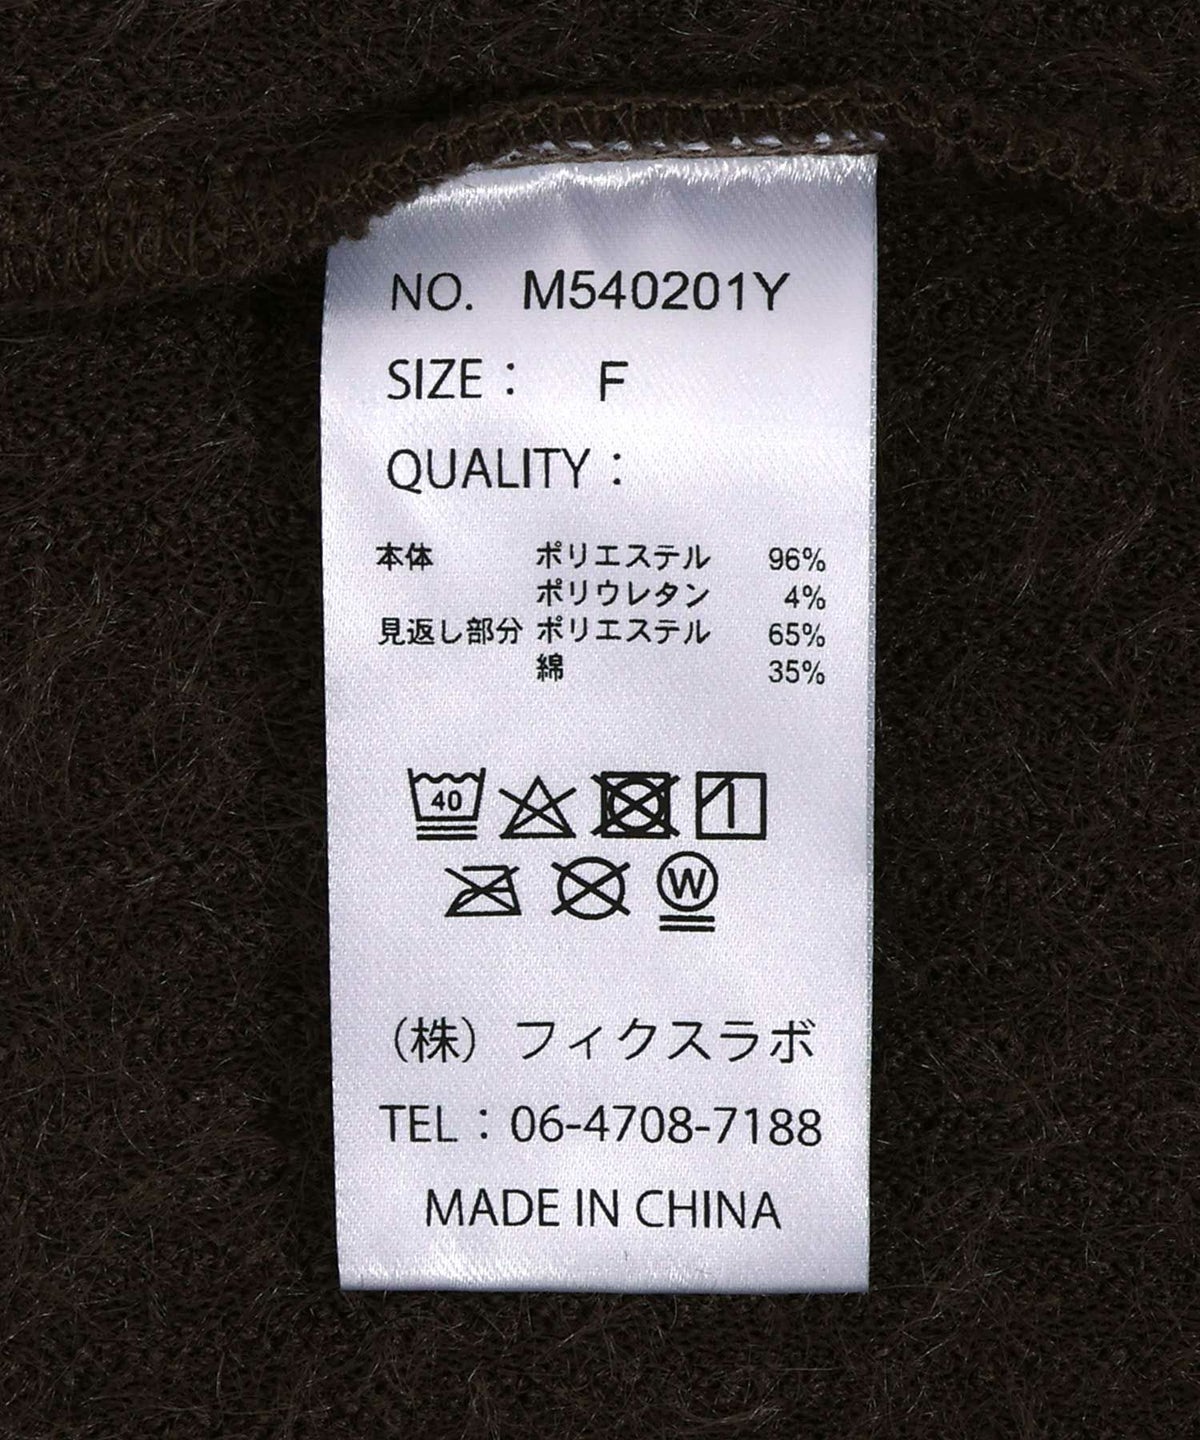 NO. M540201Y
SIZE： F
QUALITY：
本体 ポリエステル 96%
ポリウレタン 4%
見返し部分 ポリエステル 65%
綿 35%
40
W
（株）フィクスラボ
TEL：06-4708-7188
MADE IN CHINA